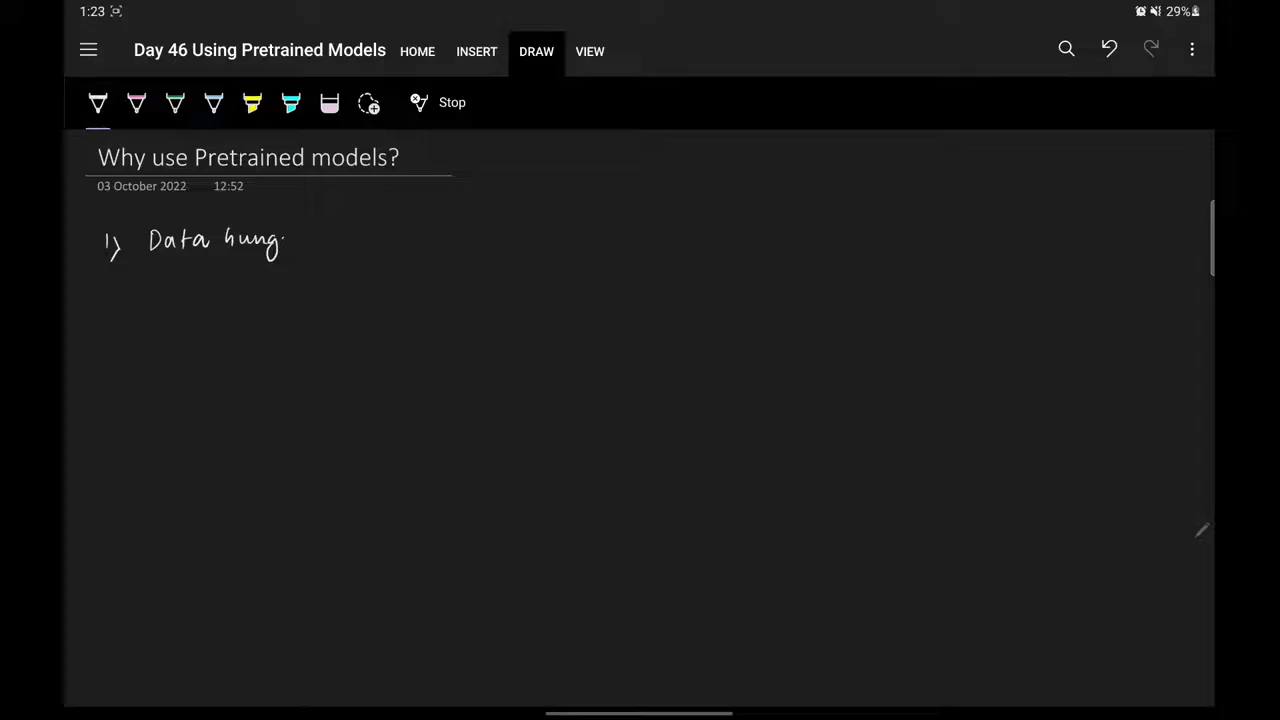 1:23 29%
Day 46 Using Pretrained Models HOME INSERT DRAW VIEW
Stop
Why use Pretrained models?
03 October 2022 12:52
1) Data hung